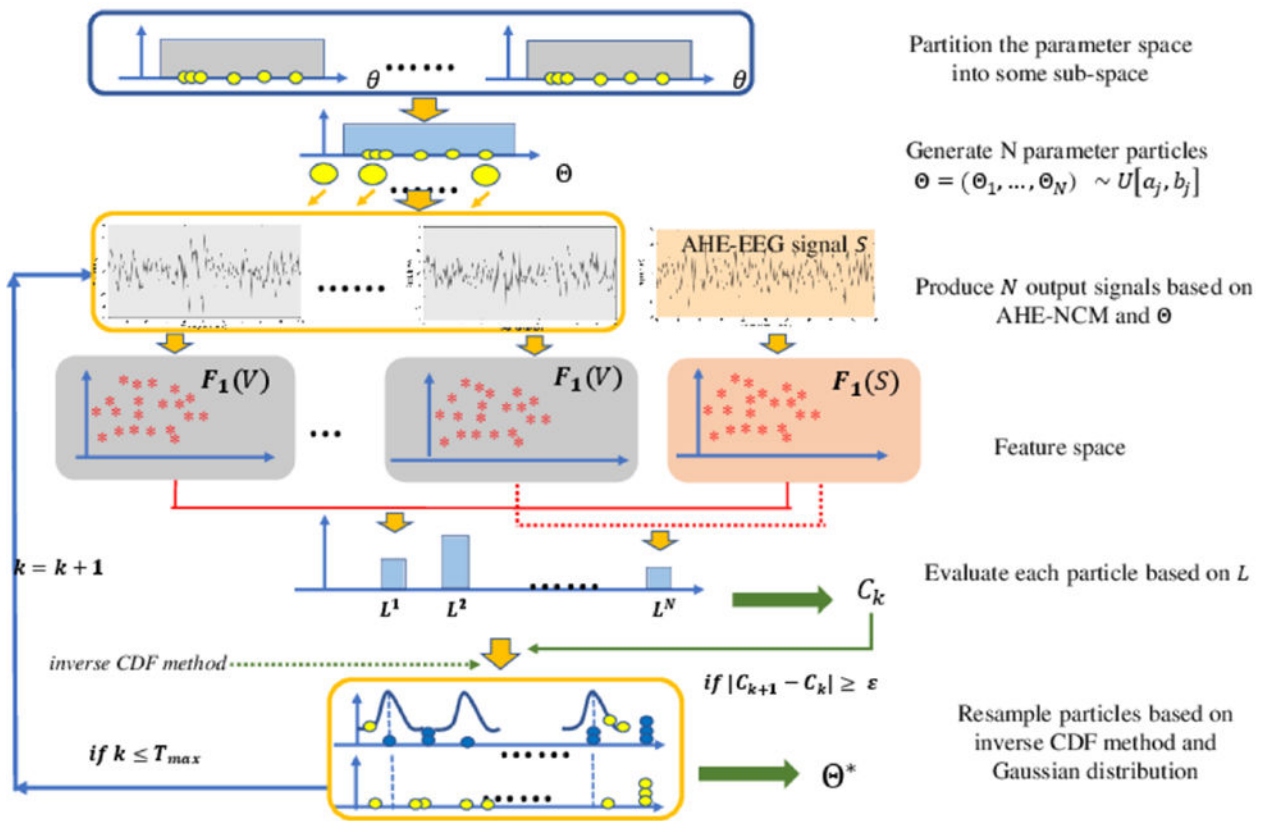 Partition the parameter space
into some sub-space
θ
θ
Generate N parameter particles
Θ = (Θ₁, ..., Θ_N) ~ U[a_j, b_j]
Θ
AHE-EEG signal S
Produce N output signals based on
AHE-NCM and Θ
F₁(V)
F₁(V)
F₁(S)
Feature space
k = k + 1
L¹
L²
L^N
C_k
Evaluate each particle based on L
inverse CDF method
if |C_{k+1} − C_k| ≥ ε
if k ≤ T_max
Θ*
Resample particles based on
inverse CDF method and
Gaussian distribution